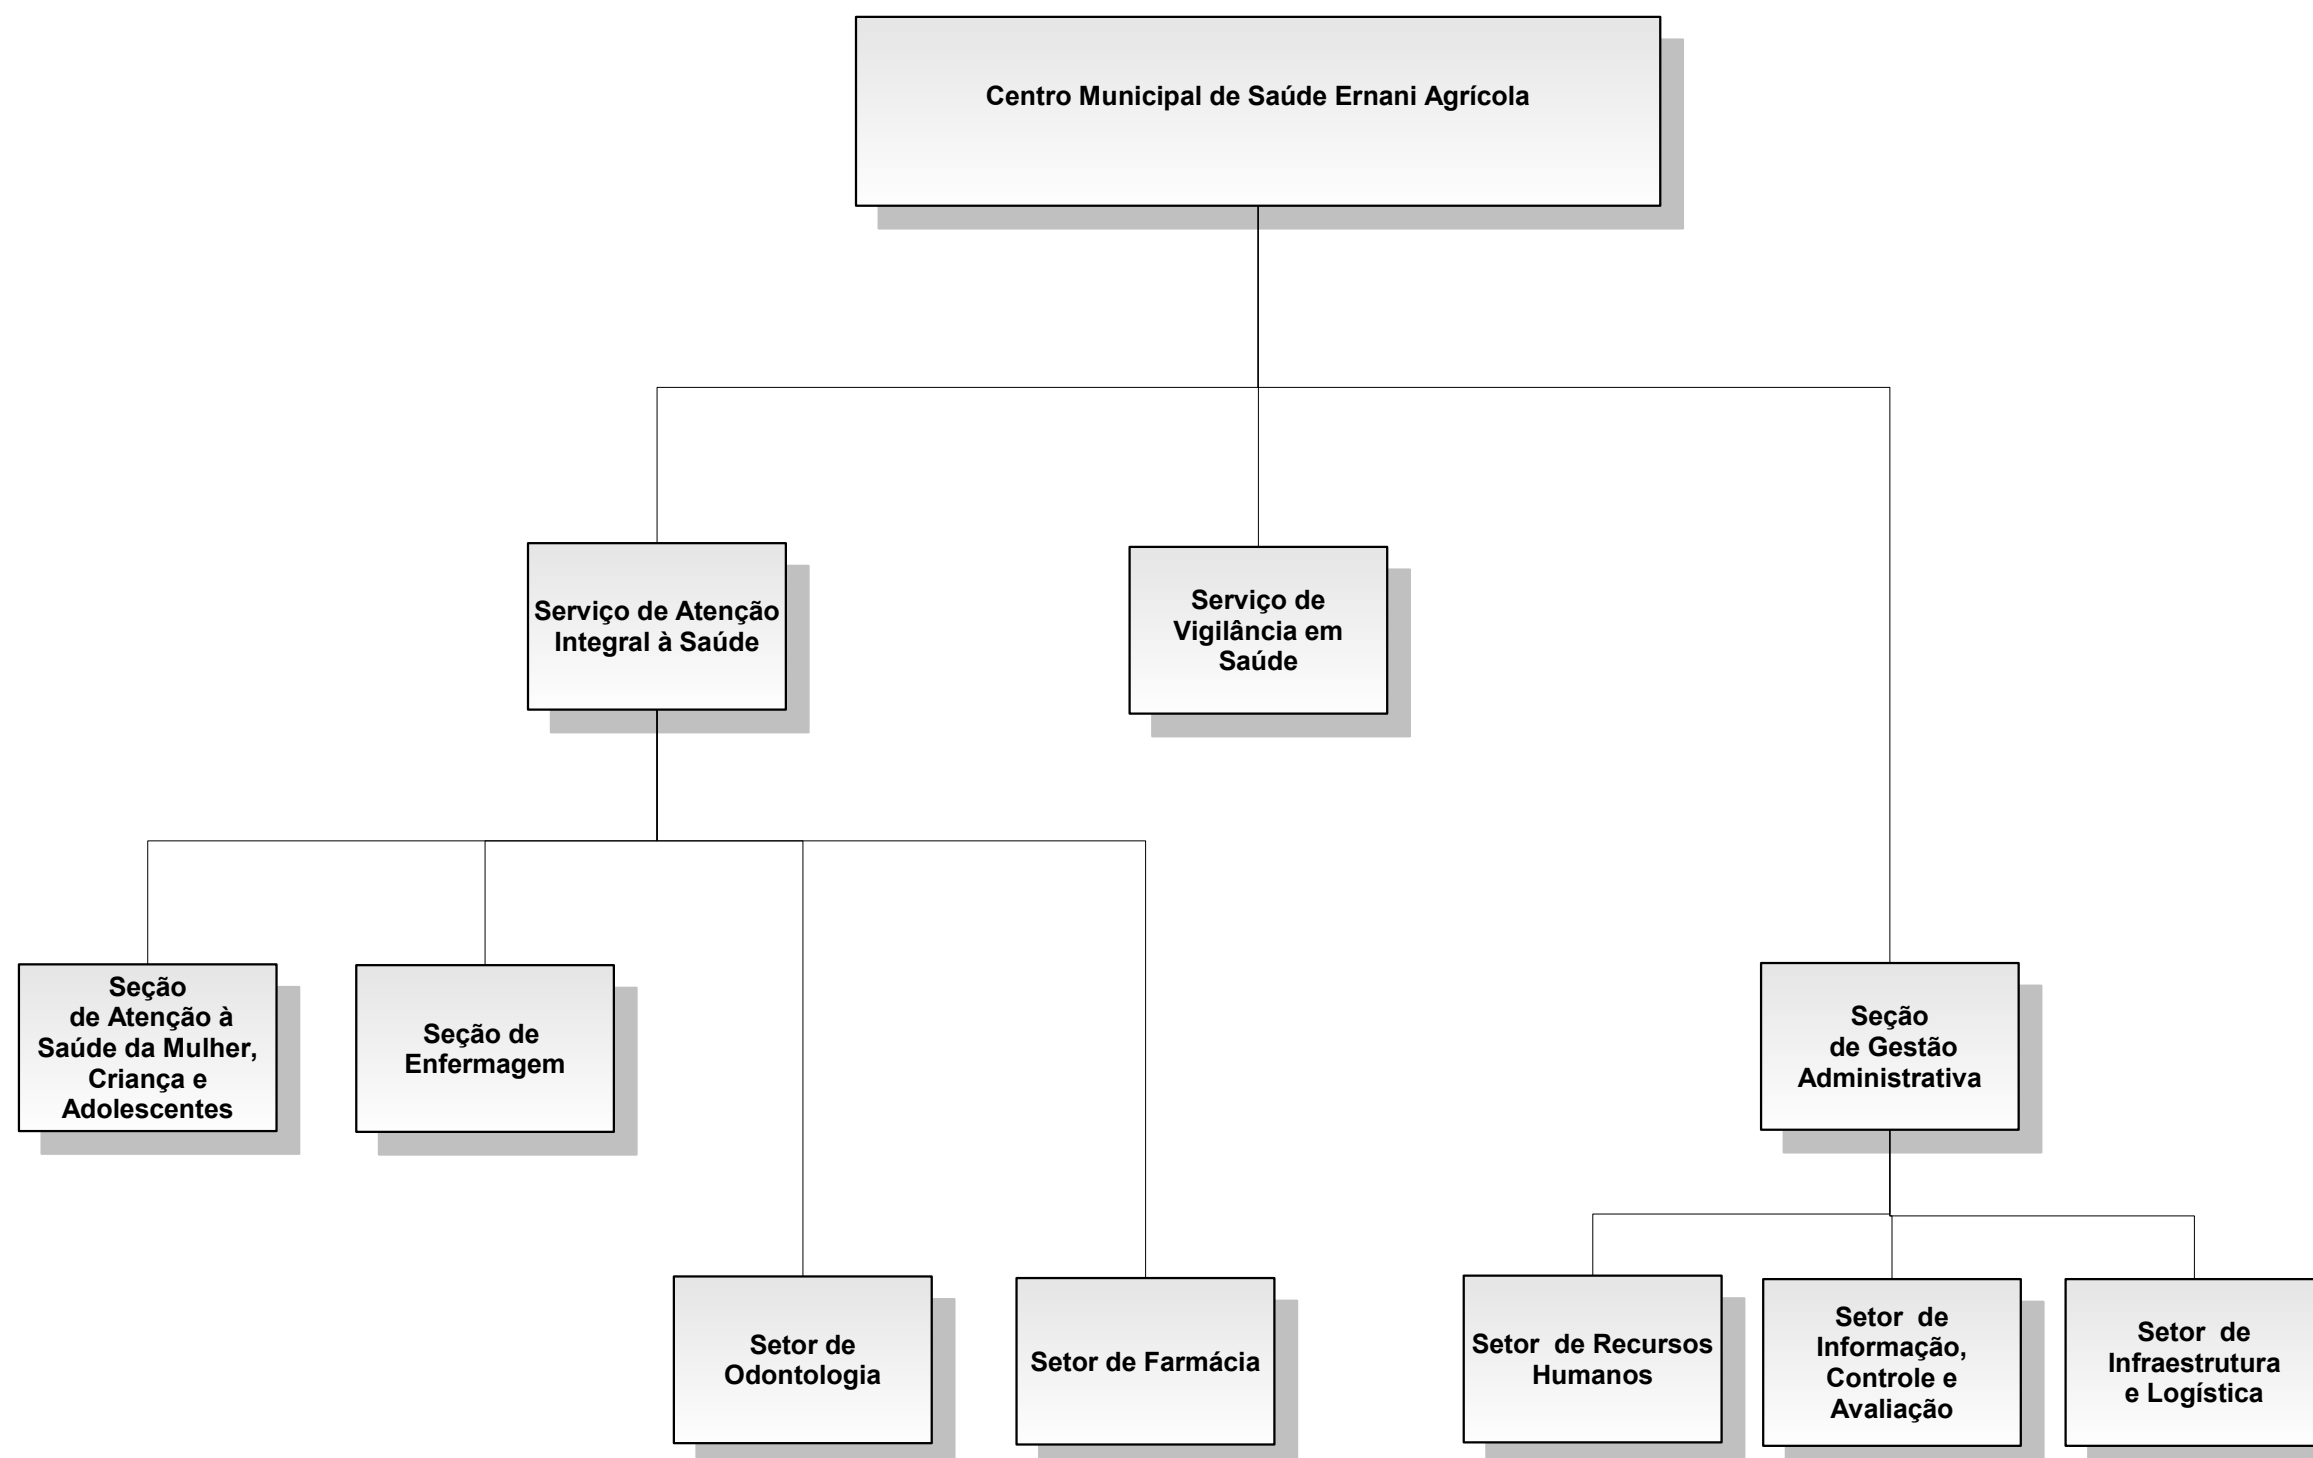 Centro Municipal de Saúde Ernani Agrícola
Serviço de Atenção
Integral à Saúde
Serviço de
Vigilância em
Saúde
Seção
de Atenção à
Saúde da Mulher,
Criança e
Adolescentes
Seção de
Enfermagem
Seção
de Gestão
Administrativa
Setor de
Odontologia
Setor de Farmácia
Setor de Recursos
Humanos
Setor de
Informação,
Controle e
Avaliação
Setor de
Infraestrutura
e Logística